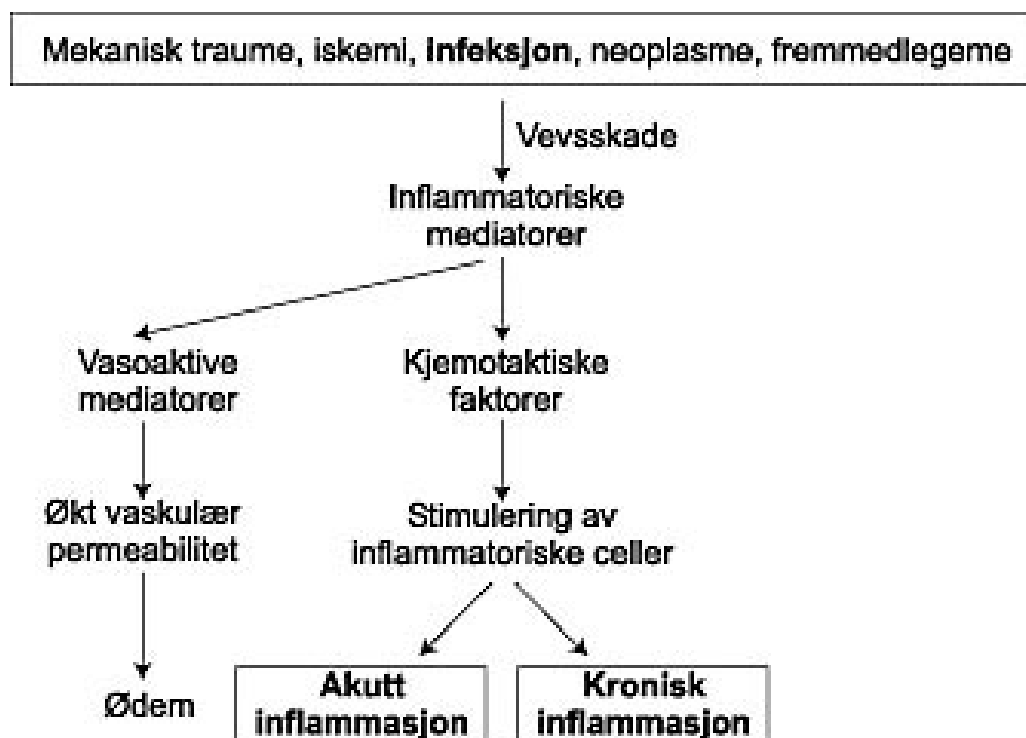 Mekanisk traume, iskemi, infeksjon, neoplasme, fremmedlegeme
Vevsskade
Inflammatoriske
mediatorer
Vasoaktive
mediatorer
Kjemotaktiske
faktorer
Økt vaskulær
permeabilitet
Stimulering av
inflammatoriske celler
Ødem
Akutt
inflammasjon
Kronisk
inflammasjon